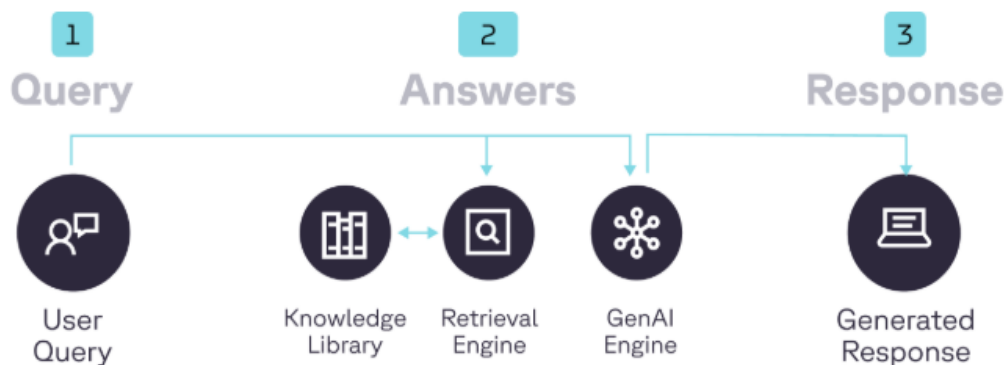 1
2
3
Query
Answers
Response
User
Query
Knowledge
Library
Retrieval
Engine
GenAI
Engine
Generated
Response